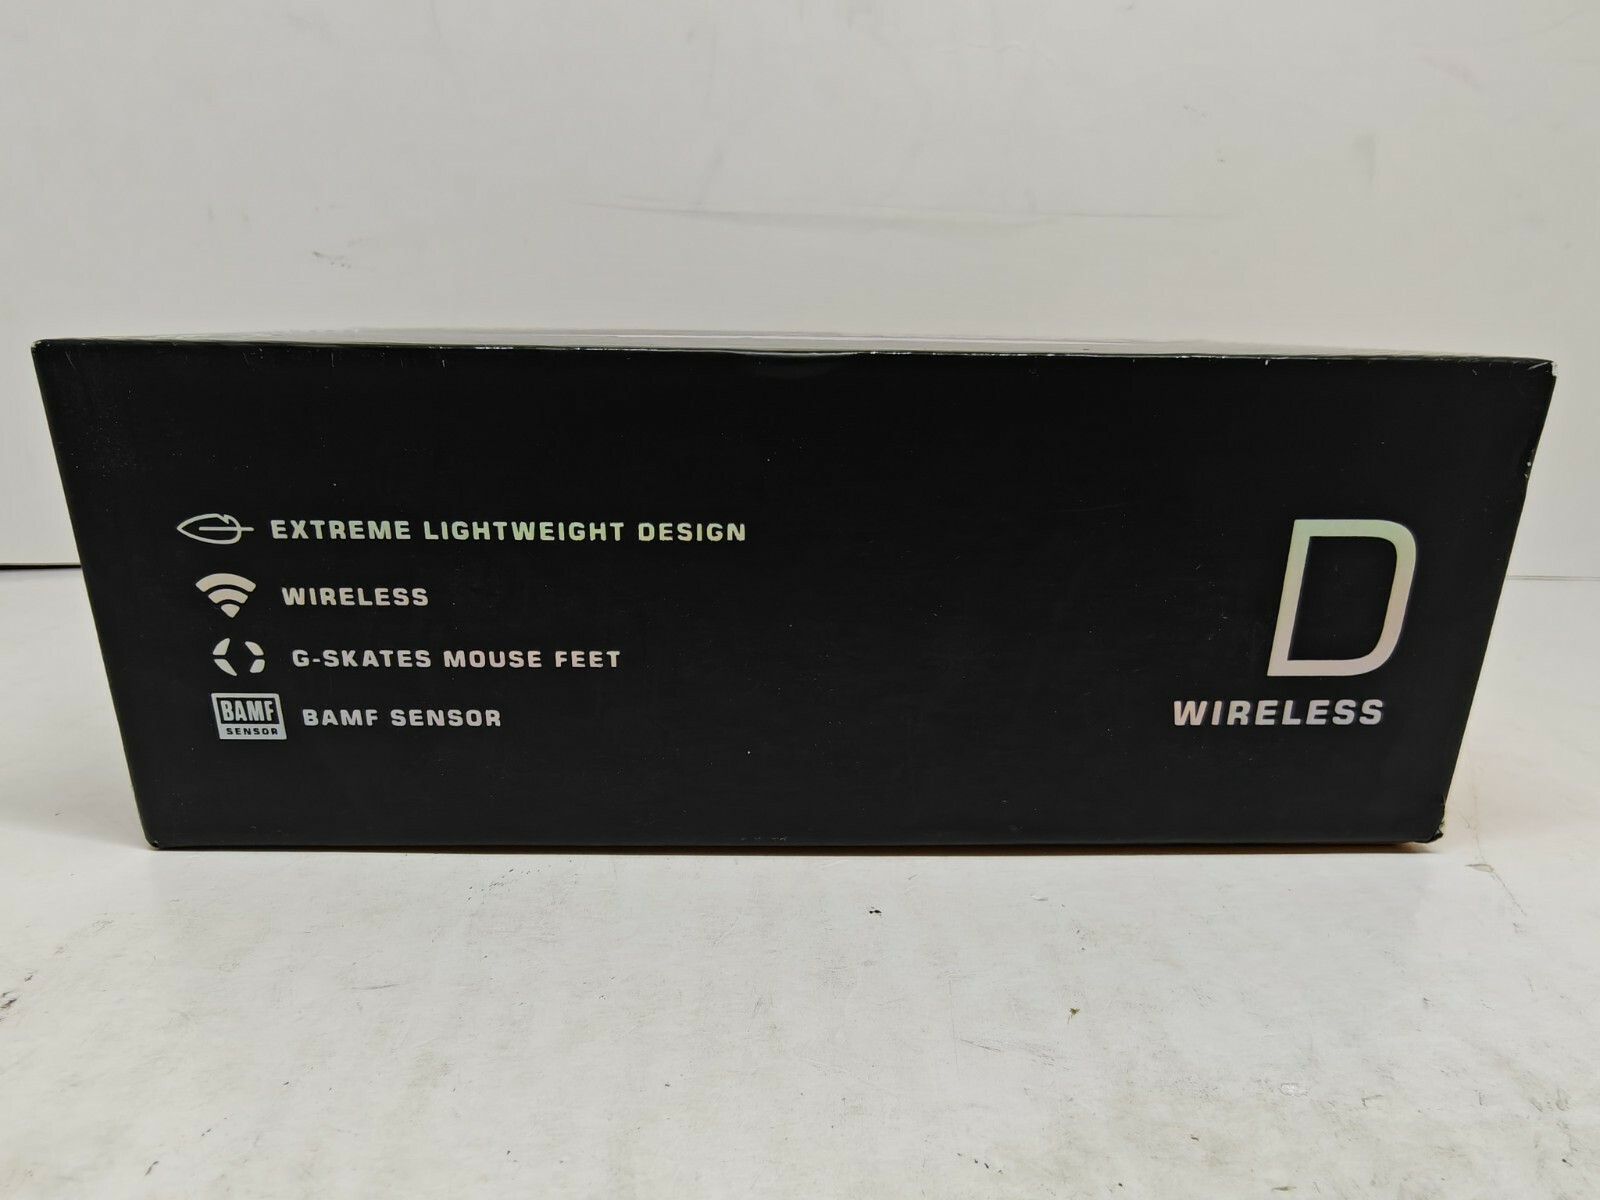 EXTREME LIGHTWEIGHT DESIGN
WIRELESS
G-SKATES MOUSE FEET
BAMF
SENSOR
BAMF SENSOR
D
WIRELESS